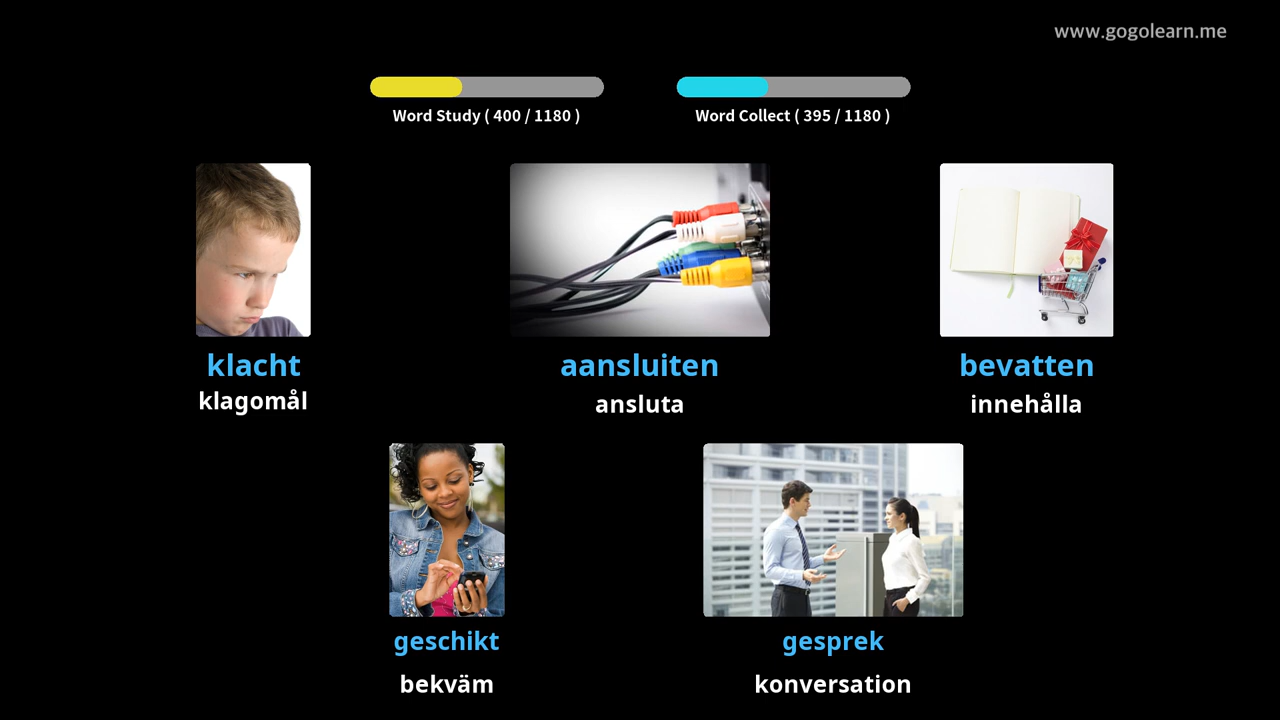 www.gogolearn.me
Word Study ( 400 / 1180 )
Word Collect ( 395 / 1180 )
klacht
klagomål
aansluiten
ansluta
bevatten
innehålla
geschikt
bekväm
gesprek
konversation